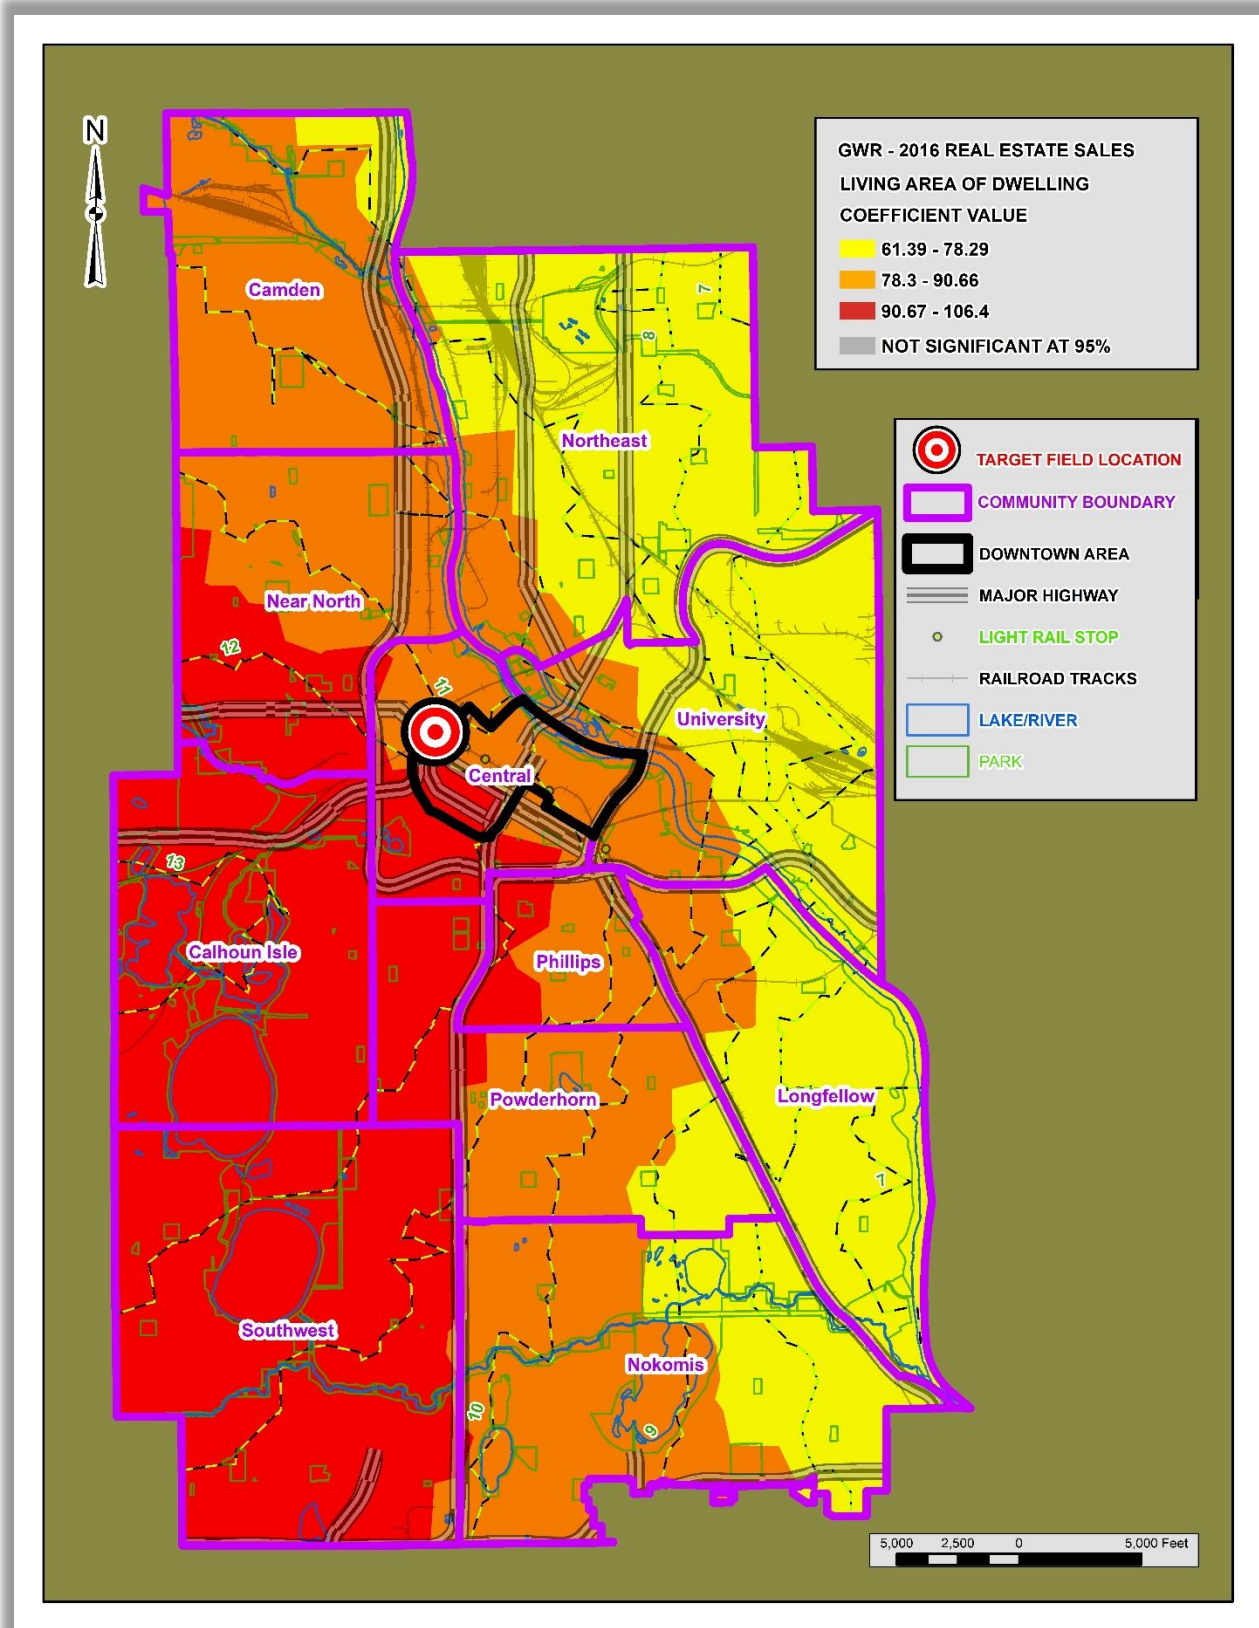 N
GWR - 2016 REAL ESTATE SALES
LIVING AREA OF DWELLING
COEFFICIENT VALUE
61.39 - 78.29
78.3 - 90.66
90.67 - 106.4
NOT SIGNIFICANT AT 95%
TARGET FIELD LOCATION
COMMUNITY BOUNDARY
DOWNTOWN AREA
MAJOR HIGHWAY
LIGHT RAIL STOP
RAILROAD TRACKS
LAKE/RIVER
PARK
Camden
7
8
Northeast
Near North
12
11
University
Central
13
Calhoun Isle
Phillips
Powderhorn
Longfellow
7
Southwest
Nokomis
10
9
5,000 2,500 0 5,000 Feet